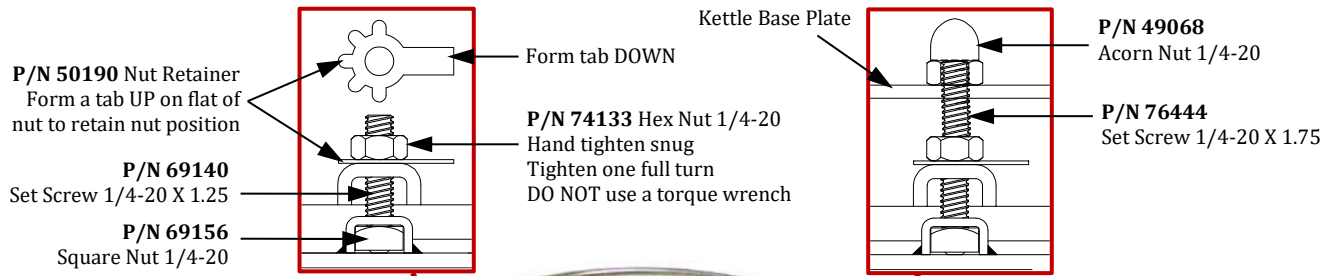 P/N 50190 Nut Retainer
Form a tab UP on flat of
nut to retain nut position
P/N 69140
Set Screw 1/4-20 X 1.25
P/N 69156
Square Nut 1/4-20
Form tab DOWN
P/N 74133 Hex Nut 1/4-20
Hand tighten snug
Tighten one full turn
DO NOT use a torque wrench
Kettle Base Plate
P/N 49068
Acorn Nut 1/4-20
P/N 76444
Set Screw 1/4-20 X 1.75